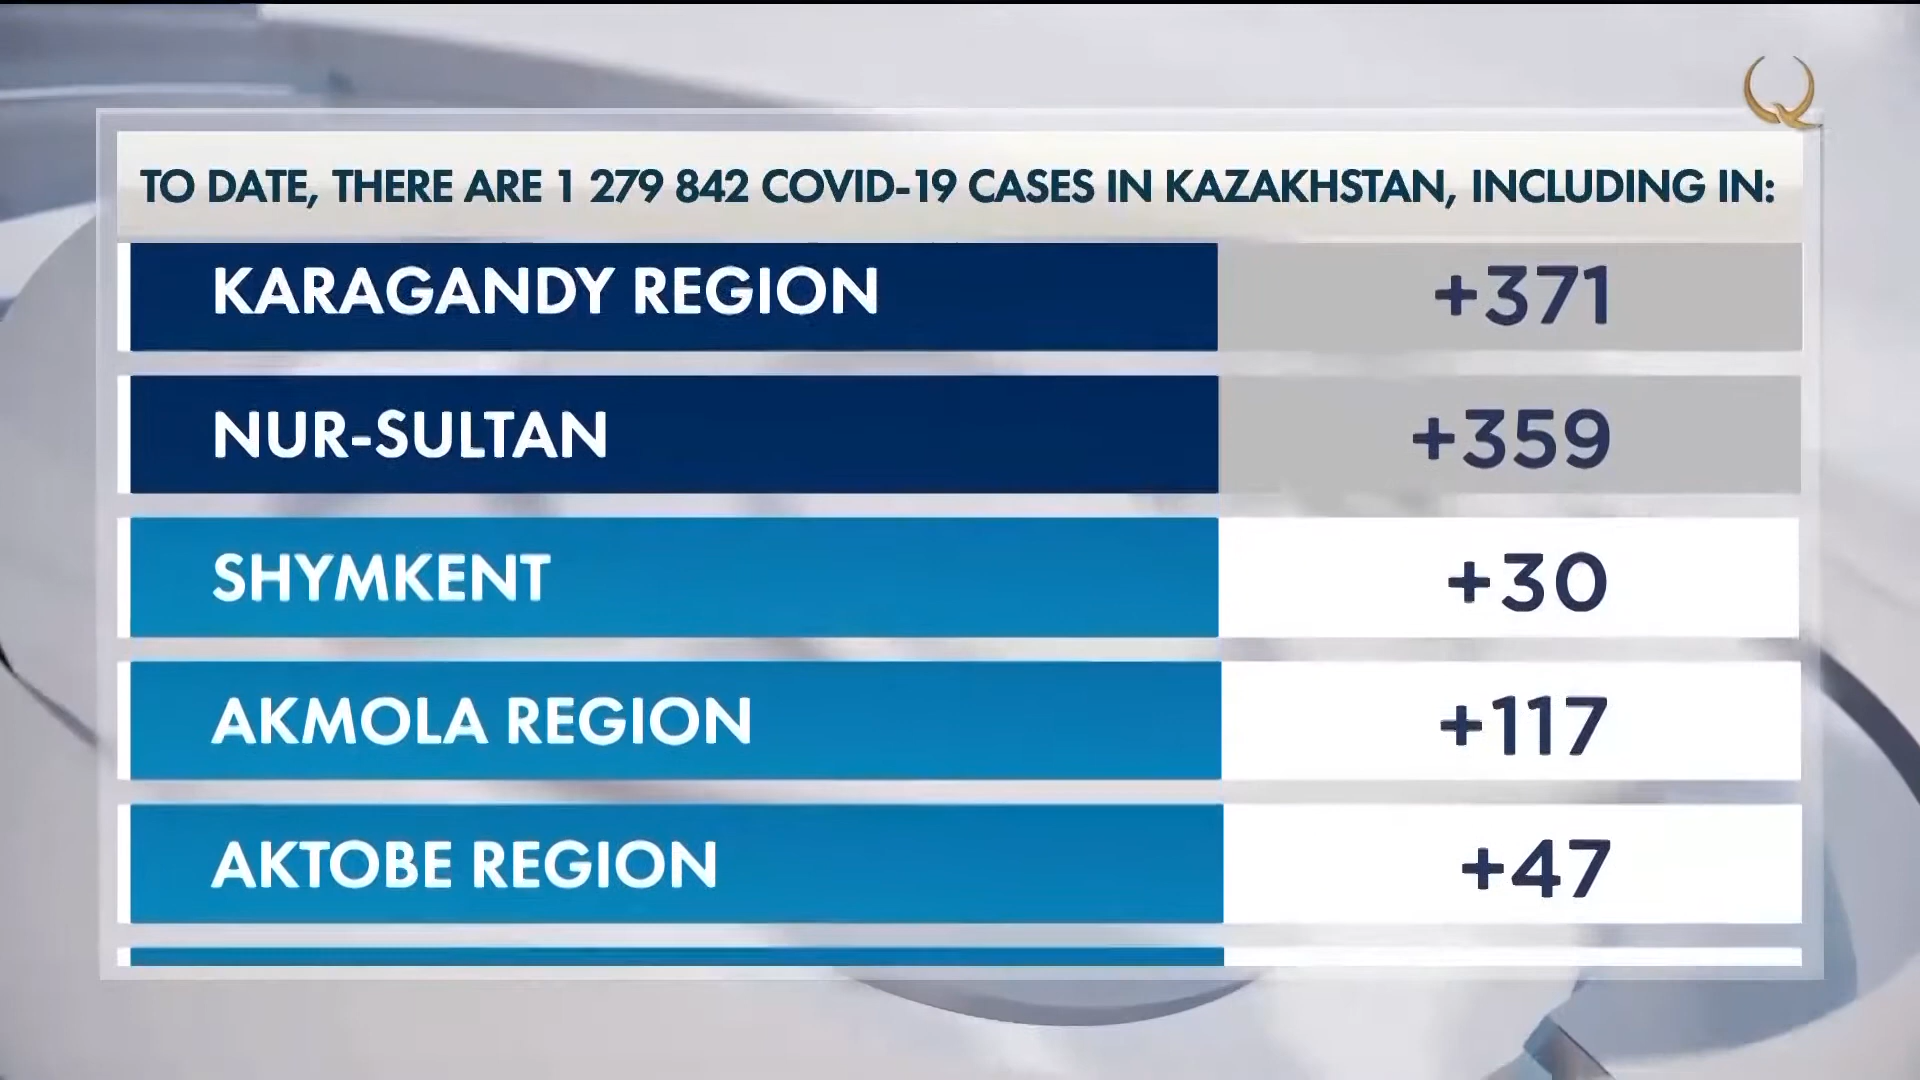 TO DATE, THERE ARE 1 279 842 COVID-19 CASES IN KAZAKHSTAN, INCLUDING IN:
KARAGANDY REGION +371
NUR-SULTAN +359
SHYMKENT +30
AKMOLA REGION +117
AKTOBE REGION +47